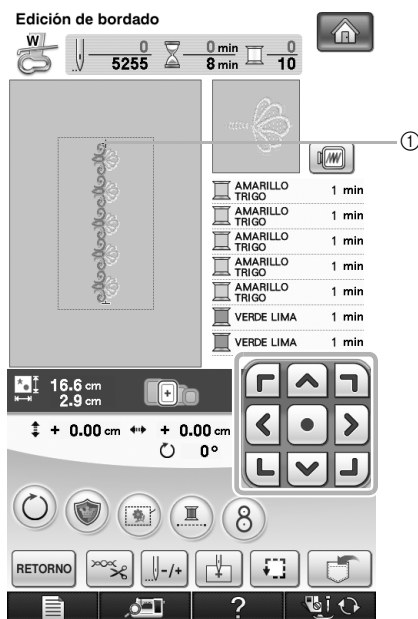 Edición de bordado
W
0
5255
0 min
8 min
0
10
①
AMARILLO
TRIGO
1 min
AMARILLO
TRIGO
1 min
AMARILLO
TRIGO
1 min
AMARILLO
TRIGO
1 min
AMARILLO
TRIGO
1 min
VERDE LIMA
1 min
VERDE LIMA
1 min
16.6 cm
2.9 cm
+ 0.00 cm
+ 0.00 cm
0°
8
RETORNO
-/+
?